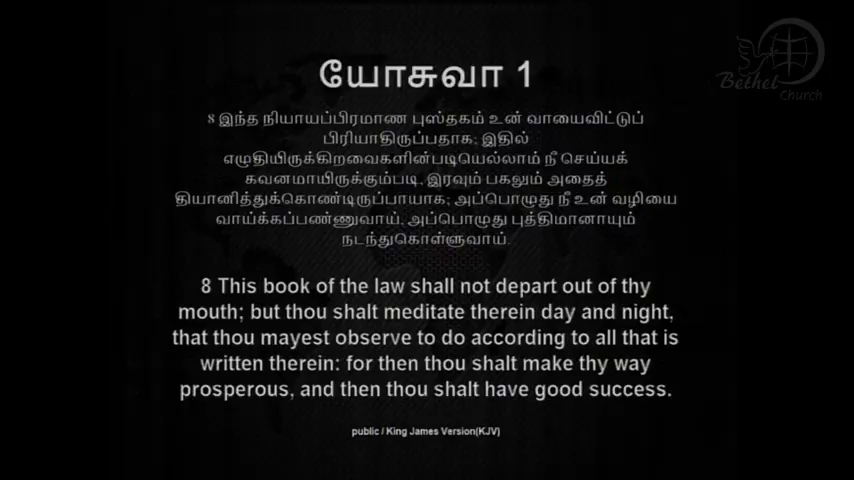 Bethel
Church
யோசுவா 1
8 இந்த நியாயப்பிரமாண புஸ்தகம் உன் வாயைவிட்டுப்
பிரியாதிருப்பதாக; இதில்
எழுதியிருக்கிறவைகளின்படியெல்லாம் நீ செய்யக்
கவனமாயிருக்கும்படி, இரவும் பகலும் அதைத்
தியானித்துக்கொண்டிருப்பாயாக; அப்பொழுது நீ உன் வழியை
வாய்க்கப்பண்ணுவாய், அப்பொழுது புத்திமானாயும்
நடந்துகொள்ளுவாய்.
8 This book of the law shall not depart out of thy
mouth; but thou shalt meditate therein day and night,
that thou mayest observe to do according to all that is
written therein: for then thou shalt make thy way
prosperous, and then thou shalt have good success.
public / King James Version(KJV)